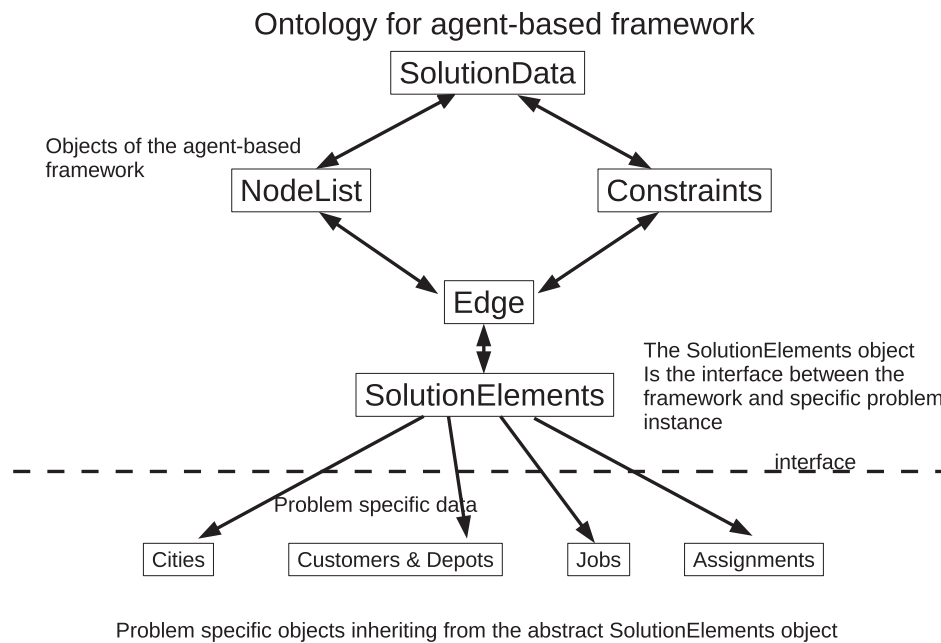 Ontology for agent-based framework
SolutionData
Objects of the agent-based
framework
NodeList
Constraints
Edge
The SolutionElements object
Is the interface between the
framework and specific problem
instance
SolutionElements
interface
Problem specific data
Cities
Customers & Depots
Jobs
Assignments
Problem specific objects inheriting from the abstract SolutionElements object